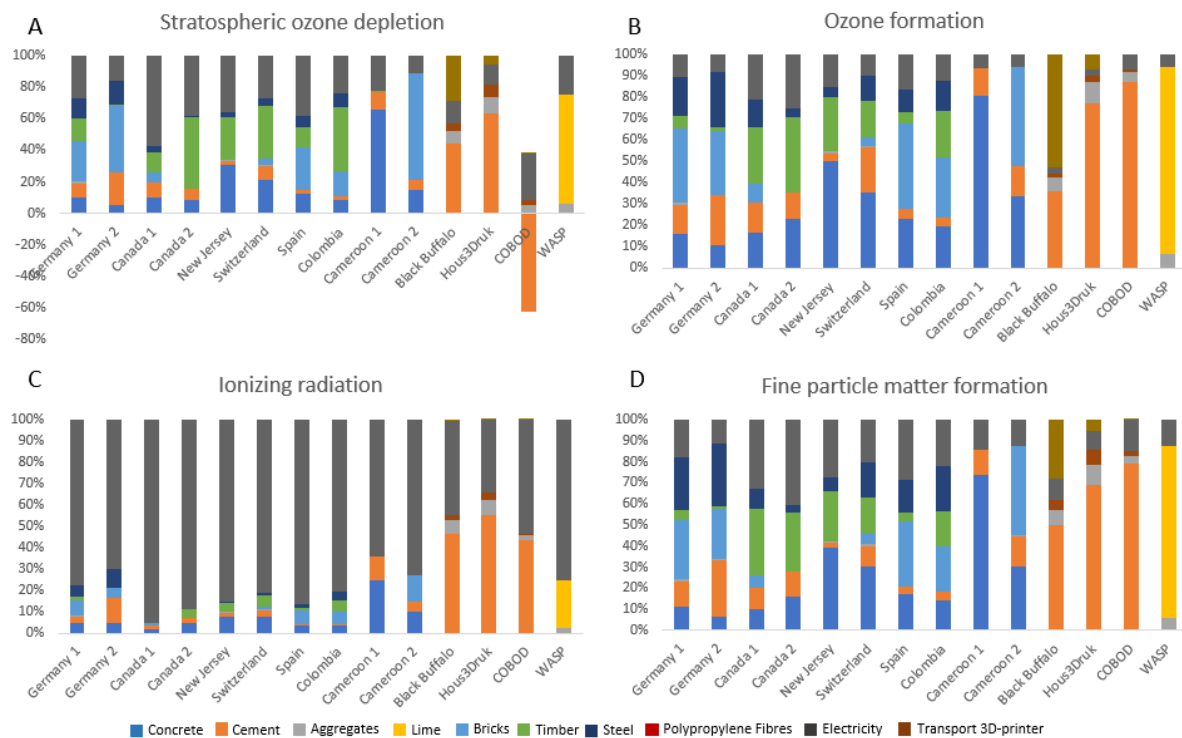 A
Stratospheric ozone depletion
100%
80%
60%
40%
20%
0%
-20%
-40%
-60%
-80%
Germany 1
Germany 2
Canada 1
Canada 2
New Jersey
Switzerland
Spain
Colombia
Cameroon 1
Cameroon 2
Black Buffalo
Hous3Druk
COBOD
WASP
B
Ozone formation
100%
90%
80%
70%
60%
50%
40%
30%
20%
10%
0%
Germany 1
Germany 2
Canada 1
Canada 2
New Jersey
Switzerland
Spain
Colombia
Cameroon 1
Cameroon 2
Black Buffalo
Hous3Druk
COBOD
WASP
C
Ionizing radiation
100%
90%
80%
70%
60%
50%
40%
30%
20%
10%
0%
Germany 1
Germany 2
Canada 1
Canada 2
New Jersey
Switzerland
Spain
Colombia
Cameroon 1
Cameroon 2
Black Buffalo
Hous3Druk
COBOD
WASP
D
Fine particle matter formation
100%
90%
80%
70%
60%
50%
40%
30%
20%
10%
0%
Germany 1
Germany 2
Canada 1
Canada 2
New Jersey
Switzerland
Spain
Colombia
Cameroon 1
Cameroon 2
Black Buffalo
Hous3Druk
COBOD
WASP
Concrete Cement Aggregates Lime Bricks Timber Steel Polypropylene Fibres Electricity Transport 3D-printer